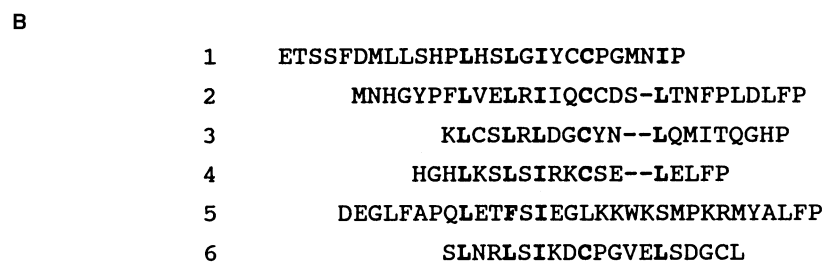 B
1 ETSSFDMLLSHPLHSLGIYCCPGMNIP
2 MNHGYPFLVELRIIQCCDS-LTNFPLDLFP
3 KLCSLRLDGCYN--LQMITQGHP
4 HGHLKSLSIRKCSE--LELFP
5 DEGLFAPQLETFSIEGLKKWKSMPKRMYALFP
6 SLNRLSIKDCPGVELSDGCL